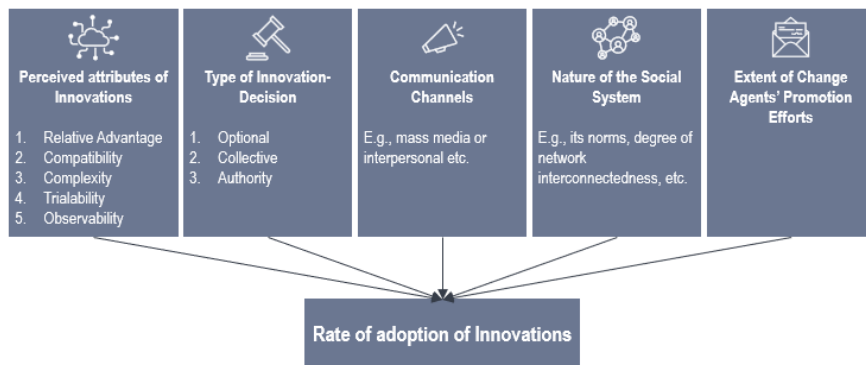 Perceived attributes of
Innovations
1. Relative Advantage
2. Compatibility
3. Complexity
4. Trialability
5. Observability
Type of Innovation-
Decision
1. Optional
2. Collective
3. Authority
Communication
Channels
E.g., mass media or
interpersonal etc.
Nature of the Social
System
E.g., its norms, degree of
network
interconnectedness, etc.
Extent of Change
Agents' Promotion
Efforts
Rate of adoption of Innovations